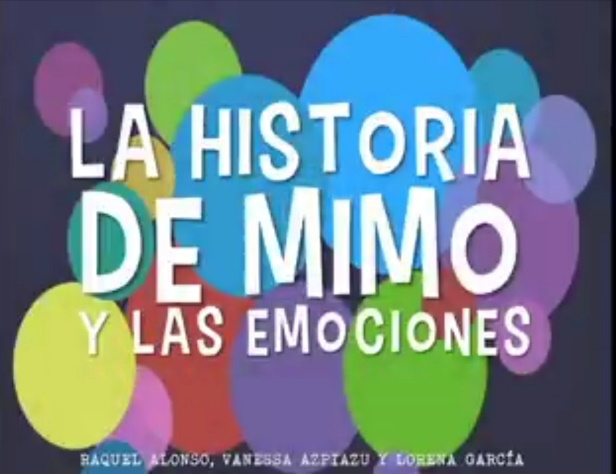 LA HISTORIA
DE MIMO
Y LAS EMOCIONES
RAQUEL ALONSO, VANESSA AZPIAZU Y LORENA GARCÍA